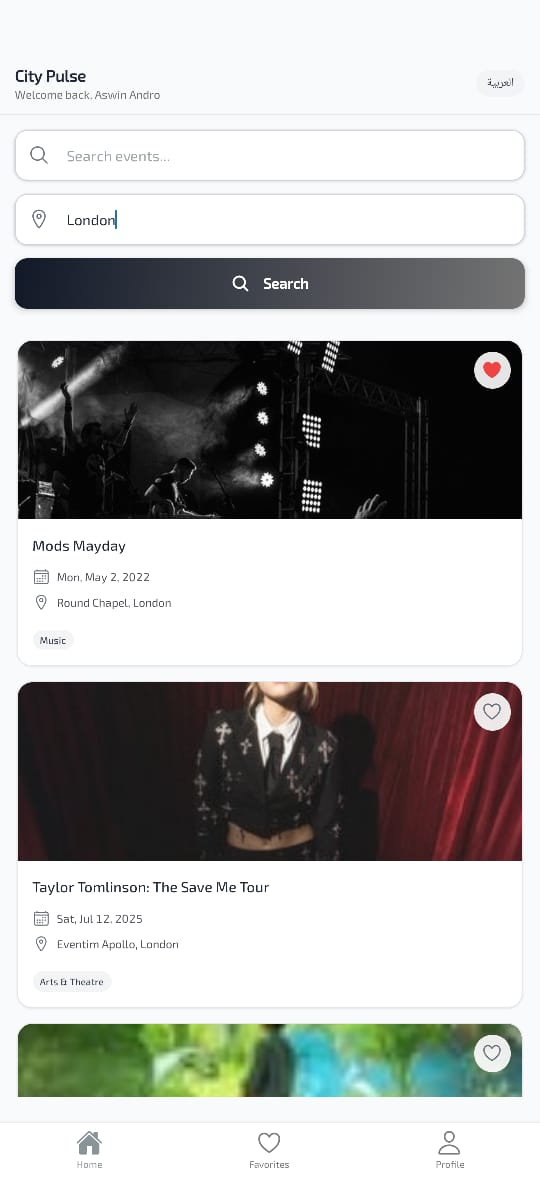 City Pulse
Welcome back, Aswin Andro
العربية
Search events...
London
Search
Mods Mayday
Mon, May 2, 2022
Round Chapel, London
Music
Taylor Tomlinson: The Save Me Tour
Sat, Jul 12, 2025
Eventim Apollo, London
Arts & Theatre
Home
Favorites
Profile